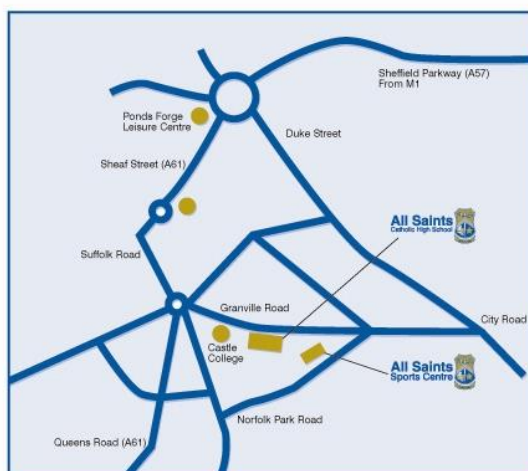 Sheffield Parkway (A57)
From M1
Ponds Forge
Leisure Centre
Duke Street
Sheaf Street (A61)
All Saints
Catholic High School
Suffolk Road
Granville Road
City Road
Castle
College
All Saints
Sports Centre
Norfolk Park Road
Queens Road (A61)